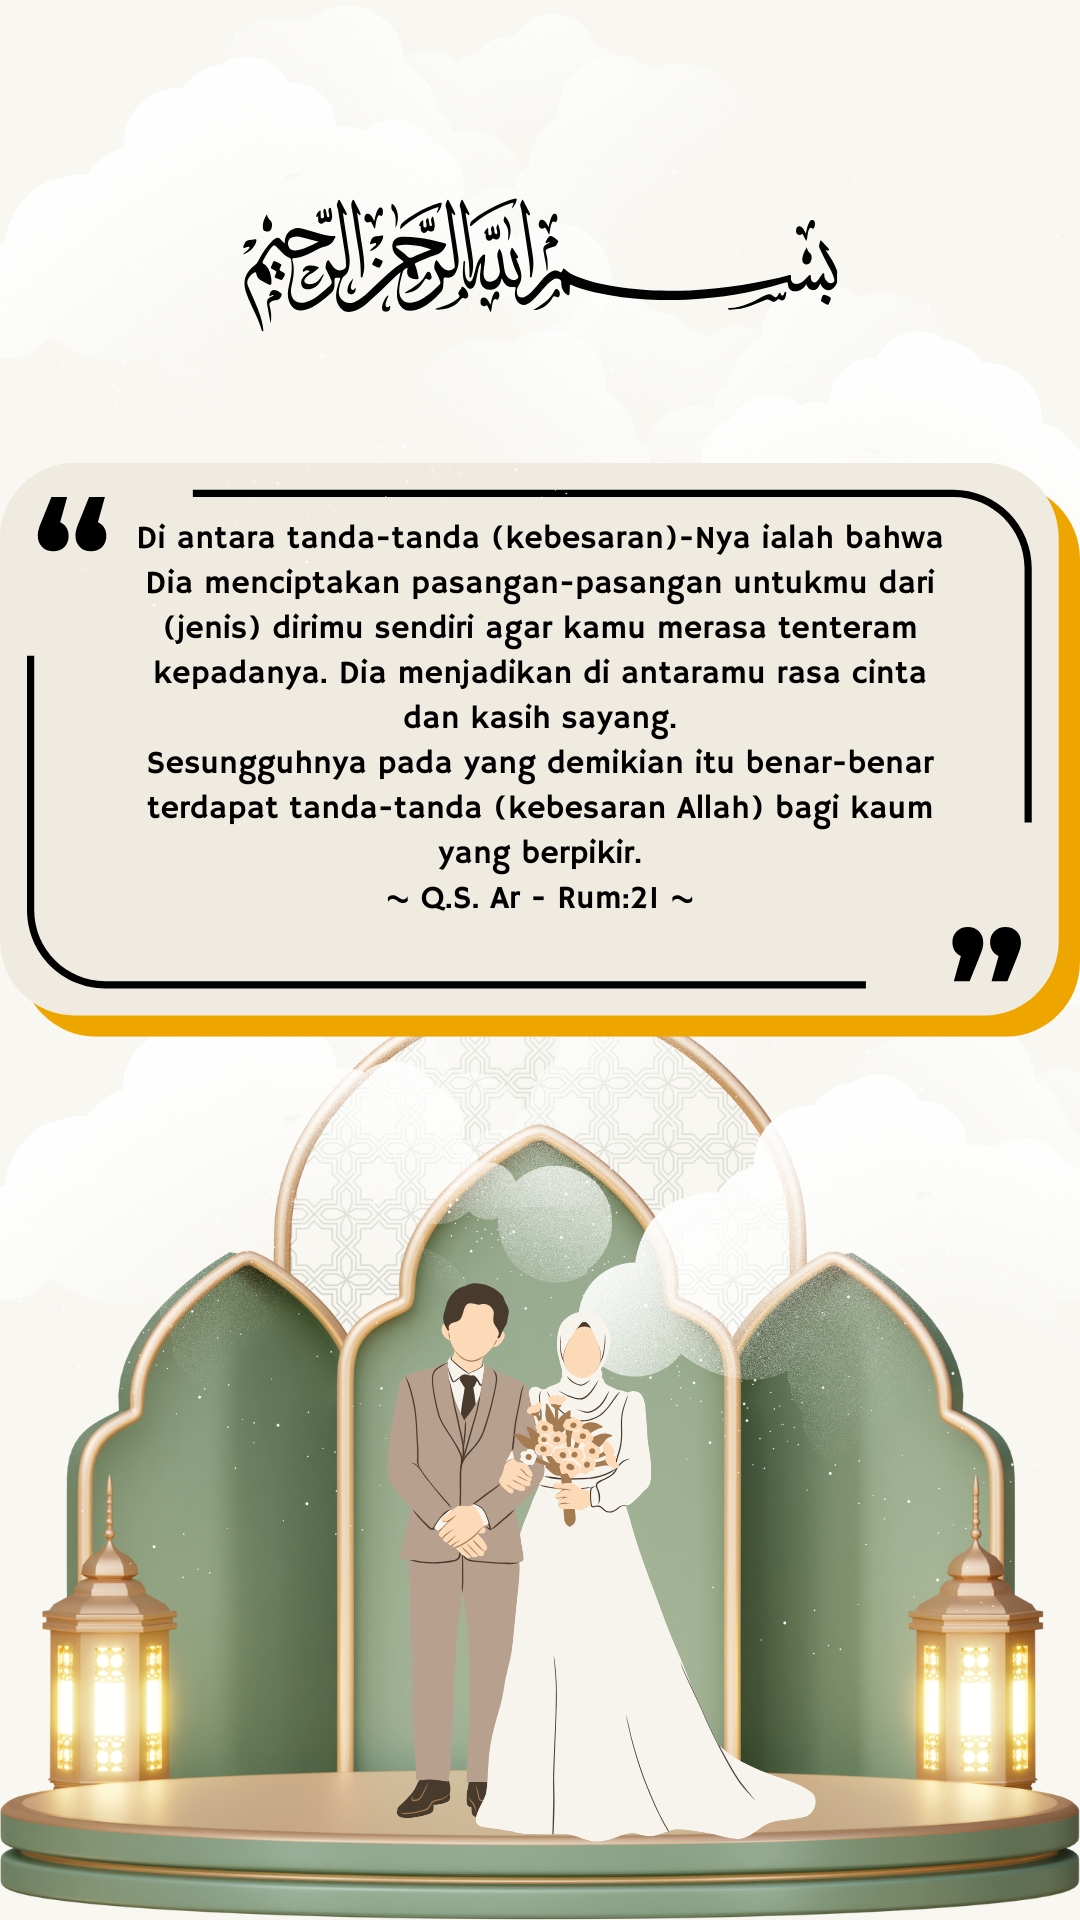 بسم الله الرحمن الرحيم
“
Di antara tanda-tanda (kebesaran)-Nya ialah bahwa
Dia menciptakan pasangan-pasangan untukmu dari
(jenis) dirimu sendiri agar kamu merasa tenteram
kepadanya. Dia menjadikan di antaramu rasa cinta
dan kasih sayang.
Sesungguhnya pada yang demikian itu benar-benar
terdapat tanda-tanda (kebesaran Allah) bagi kaum
yang berpikir.
~ Q.S. Ar - Rum:21 ~
”